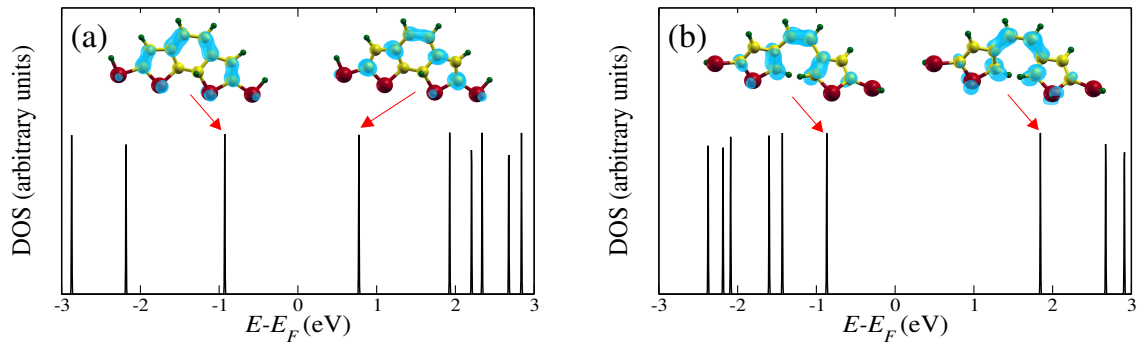 (a)
DOS (arbitrary units)
-3 -2 -1 0 1 2 3
E-E_F (eV)
(b)
DOS (arbitrary units)
-3 -2 -1 0 1 2 3
E-E_F (eV)